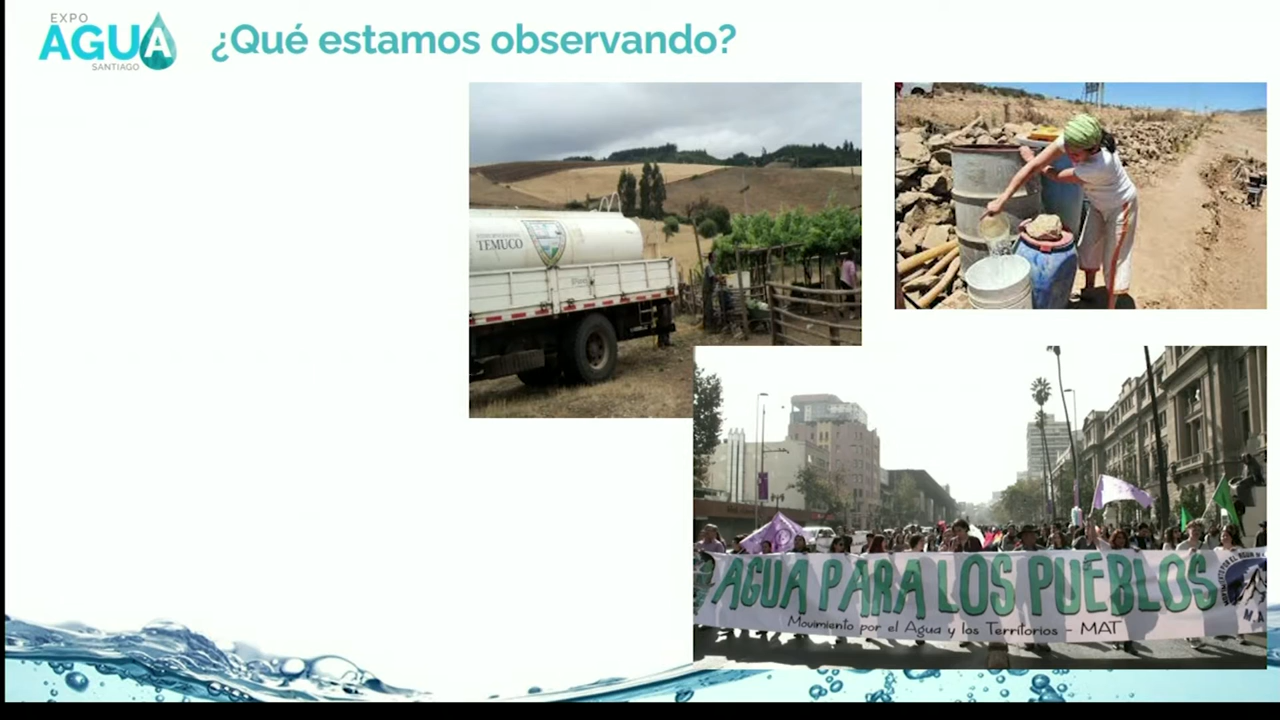 EXPO
AGUA
SANTIAGO
¿Qué estamos observando?
TEMUCO
AGUA PARA LOS PUEBLOS
Movimiento por el Agua y los Territorios - MAT